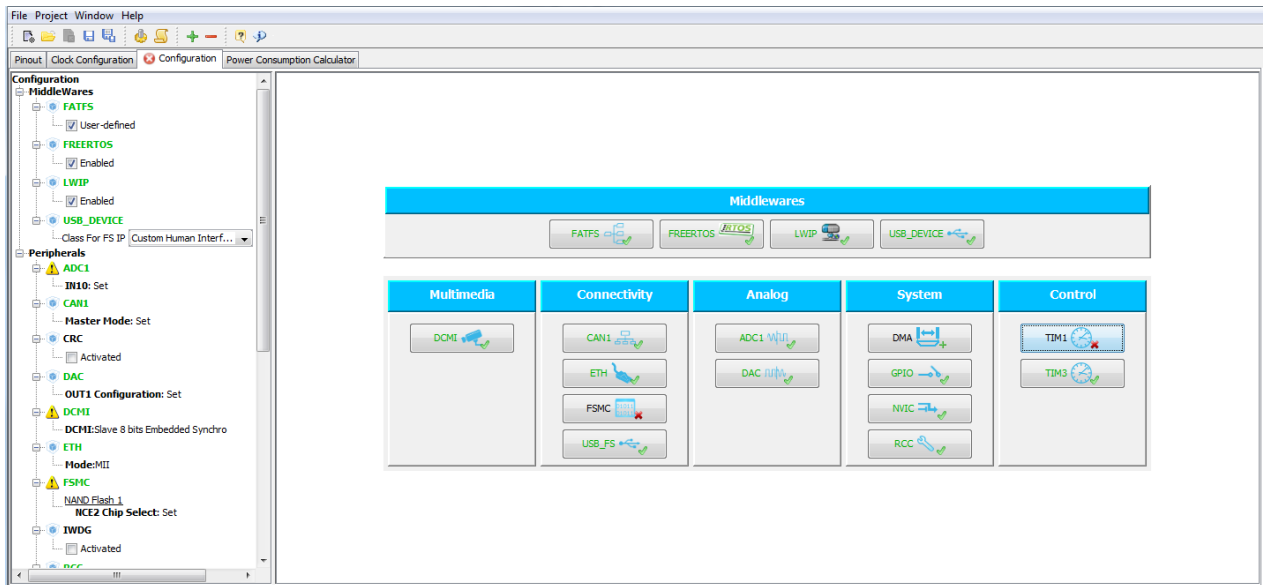 File Project Window Help
Pinout Clock Configuration Configuration Power Consumption Calculator
Configuration
MiddleWares
FATFS
User-defined
FREERTOS
Enabled
LWIP
Enabled
USB_DEVICE
Class For FS IP Custom Human Interf...
Peripherals
ADC1
IN10: Set
CAN1
Master Mode: Set
CRC
Activated
DAC
OUT1 Configuration: Set
DCMI
DCMI:Slave 8 bits Embedded Synchro
ETH
Mode:MII
FSMC
NAND Flash 1
NCE2 Chip Select: Set
IWDG
Activated
RCC
Middlewares
FATFS FREERTOS RTOS LWIP USB_DEVICE
Multimedia Connectivity Analog System Control
DCMI CAN1 ADC1 DMA TIM1
ETH DAC GPIO TIM3
FSMC NVIC
USB_FS RCC